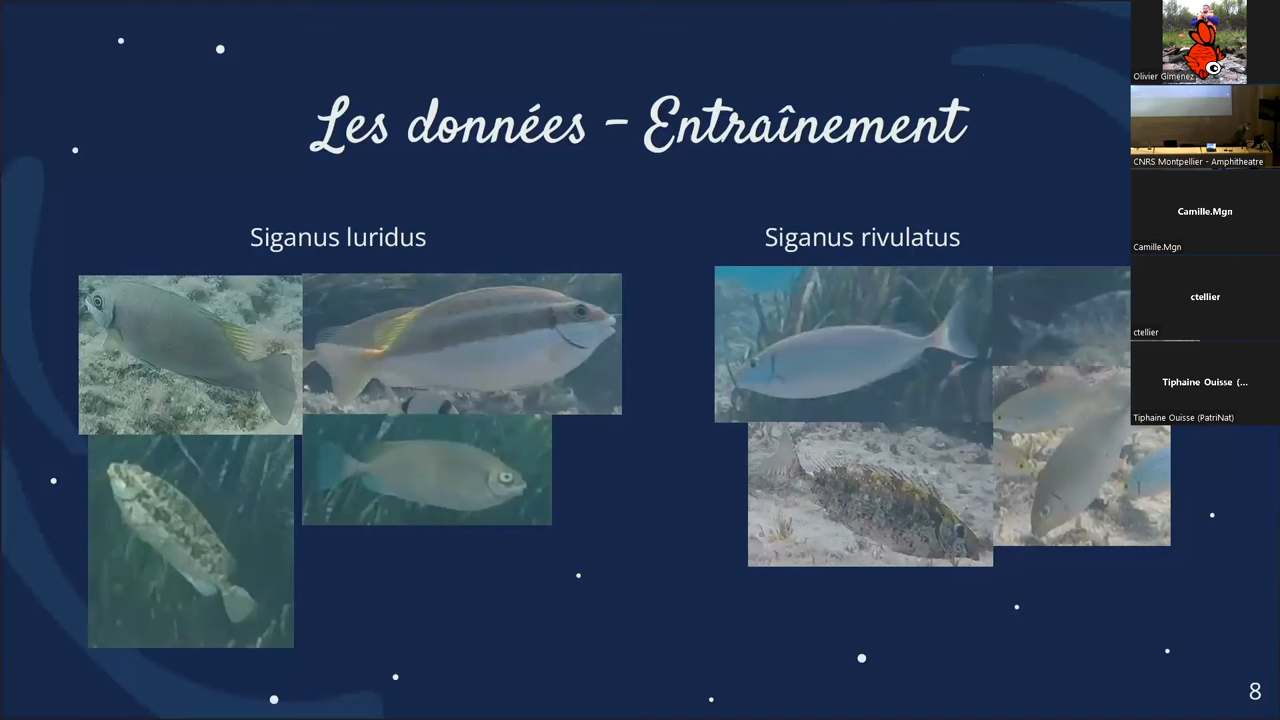 Les données - Entraînement
Siganus luridus
Siganus rivulatus
8
Olivier Gimenez
CNRS Montpellier - Amphitheatre
Camille.Mgn
Camille.Mgn
ctellier
ctellier
Tiphaine Ouisse (...
Tiphaine Ouisse (PatriNat)